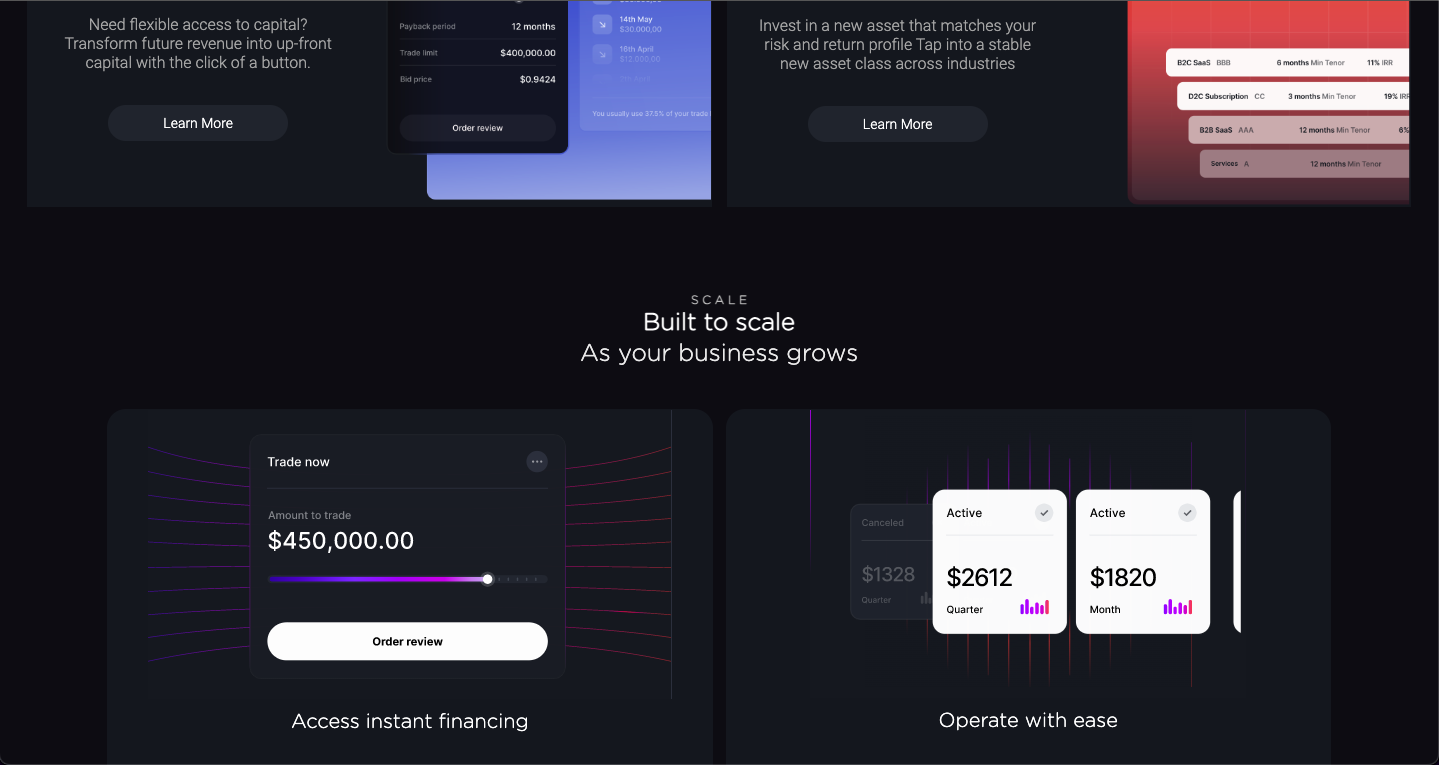 Need flexible access to capital?
Transform future revenue into up-front
capital with the click of a button.
Learn More
Payback period 12 months
Trade limit $400,000.00
Bid price $0.9424
Order review
14th May
$30.000,00
16th April
$12.000,00
You usually use 37.5% of your trade
Invest in a new asset that matches your
risk and return profile Tap into a stable
new asset class across industries
Learn More
B2C SaaS BBB 6 months Min Tenor 11% IRR
D2C Subscription CC 3 months Min Tenor 19% IRR
B2B SaaS AAA 12 months Min Tenor 6%
Services A 12 months Min Tenor
SCALE
Built to scale
As your business grows
Trade now
Amount to trade
$450,000.00
Order review
Access instant financing
Canceled
$1328
Quarter
Active
$2612
Quarter
Active
$1820
Month
Operate with ease